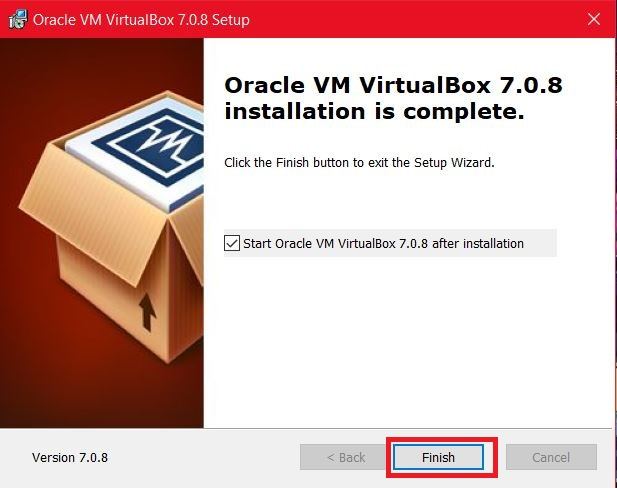 Oracle VM VirtualBox 7.0.8 Setup
Oracle VM VirtualBox 7.0.8
installation is complete.
Click the Finish button to exit the Setup Wizard.
Start Oracle VM VirtualBox 7.0.8 after installation
Version 7.0.8
< Back
Finish
Cancel